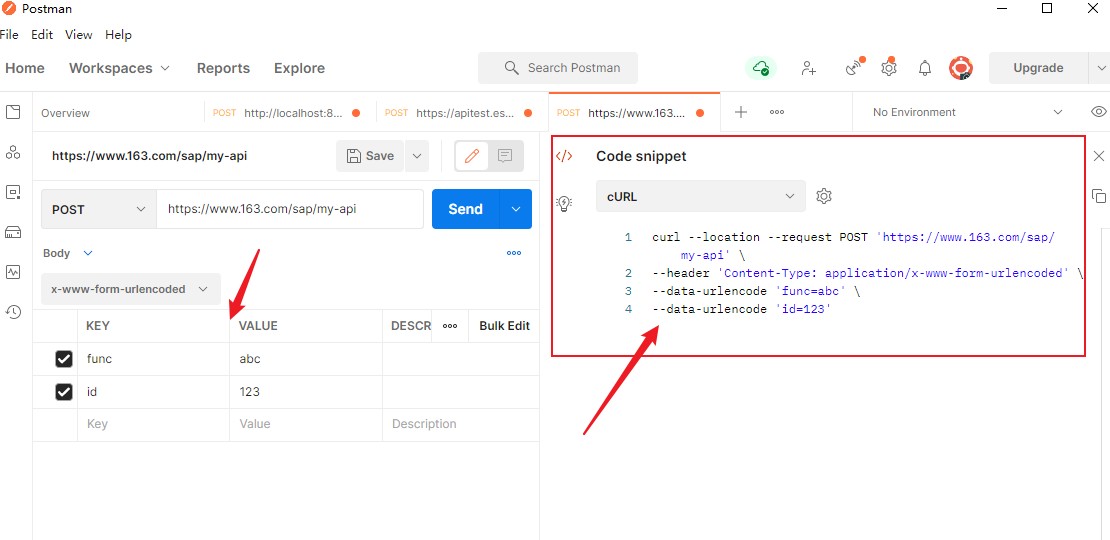 Postman
File Edit View Help
Home Workspaces Reports Explore Search Postman Upgrade
Overview POST http://localhost:8... POST https://apitest.es... POST https://www.163.... No Environment
https://www.163.com/sap/my-api Save
POST https://www.163.com/sap/my-api Send
Body
x-www-form-urlencoded
KEY VALUE DESCR Bulk Edit
func abc
id 123
Key Value Description
Code snippet
cURL
1 curl --location --request POST 'https://www.163.com/sap/
my-api' \
2 --header 'Content-Type: application/x-www-form-urlencoded' \
3 --data-urlencode 'func=abc' \
4 --data-urlencode 'id=123'